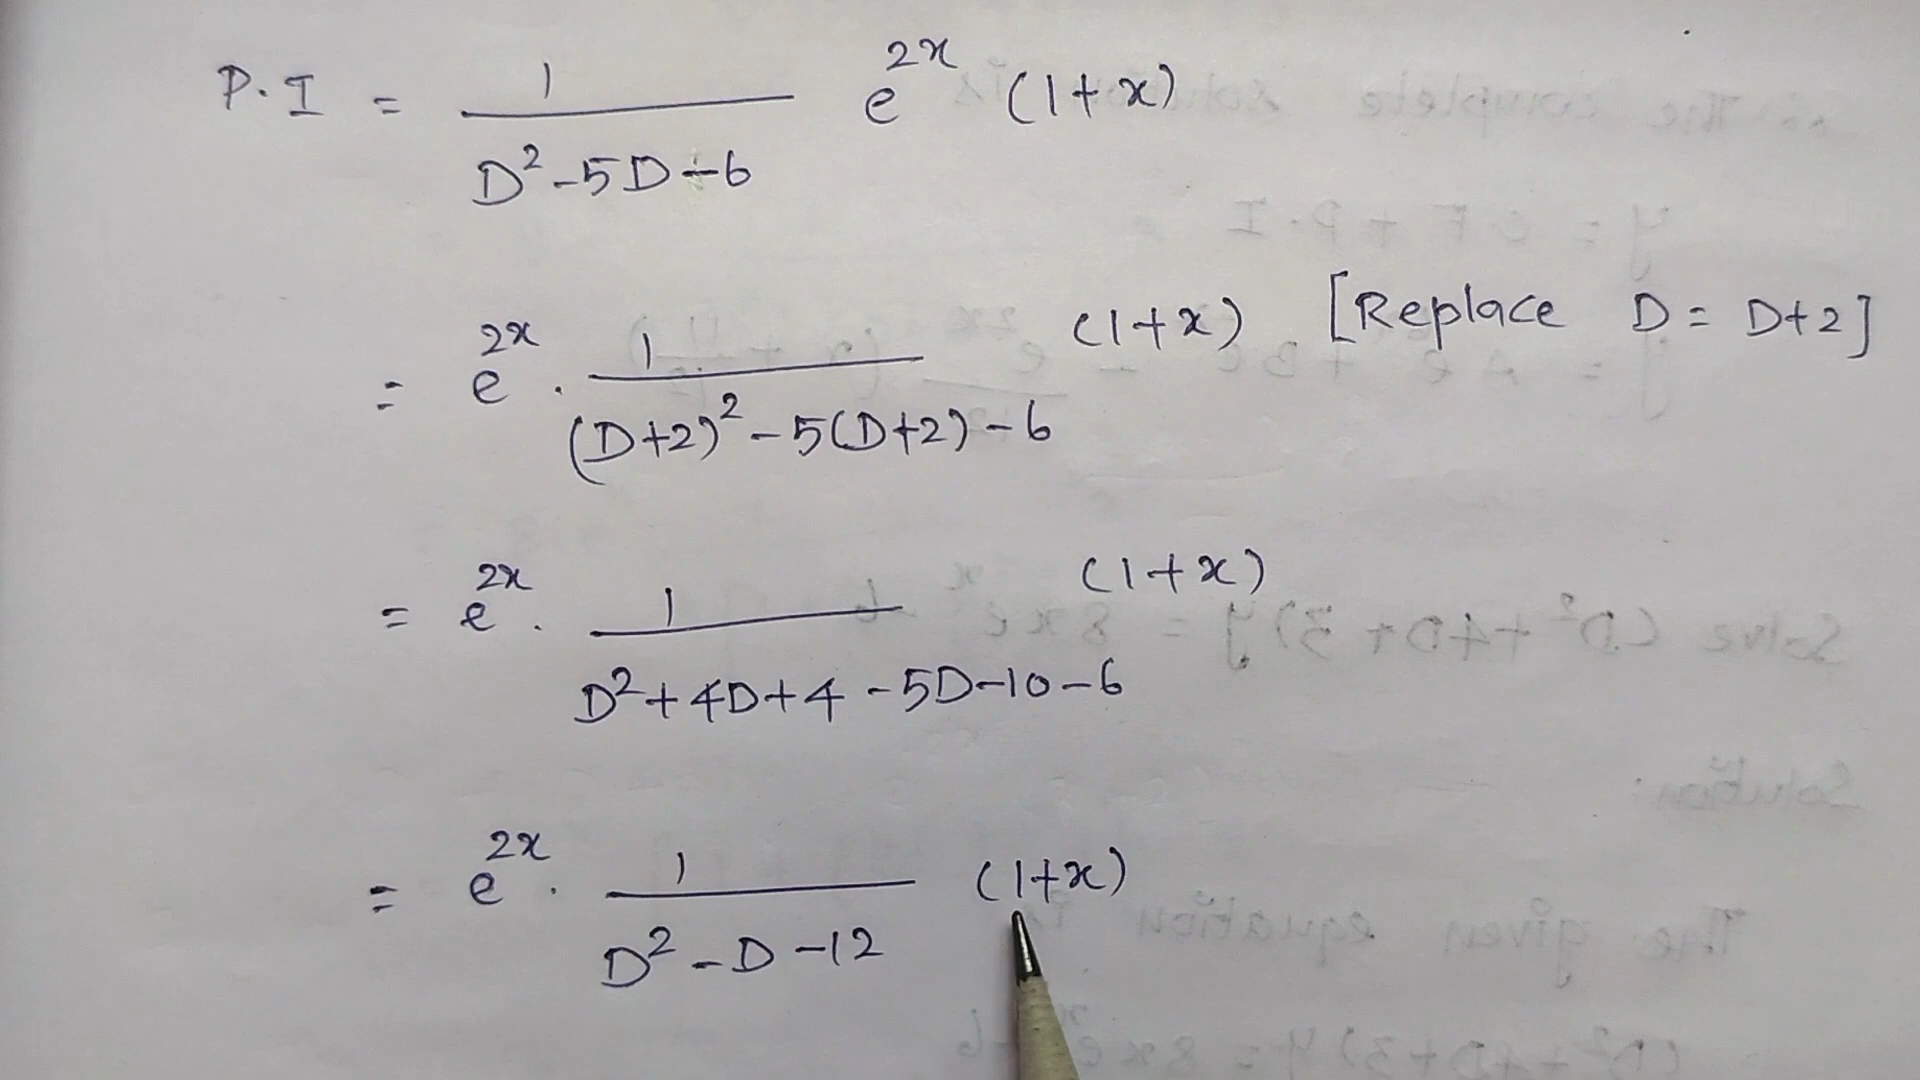 P.I = 1/(D²-5D-6) e^2x (1+x)
= e^2x . 1/((D+2)²-5(D+2)-6) (1+x) [Replace D = D+2]
= e^2x . 1/(D²+4D+4-5D-10-6) (1+x)
= e^2x . 1/(D²-D-12) (1+x)